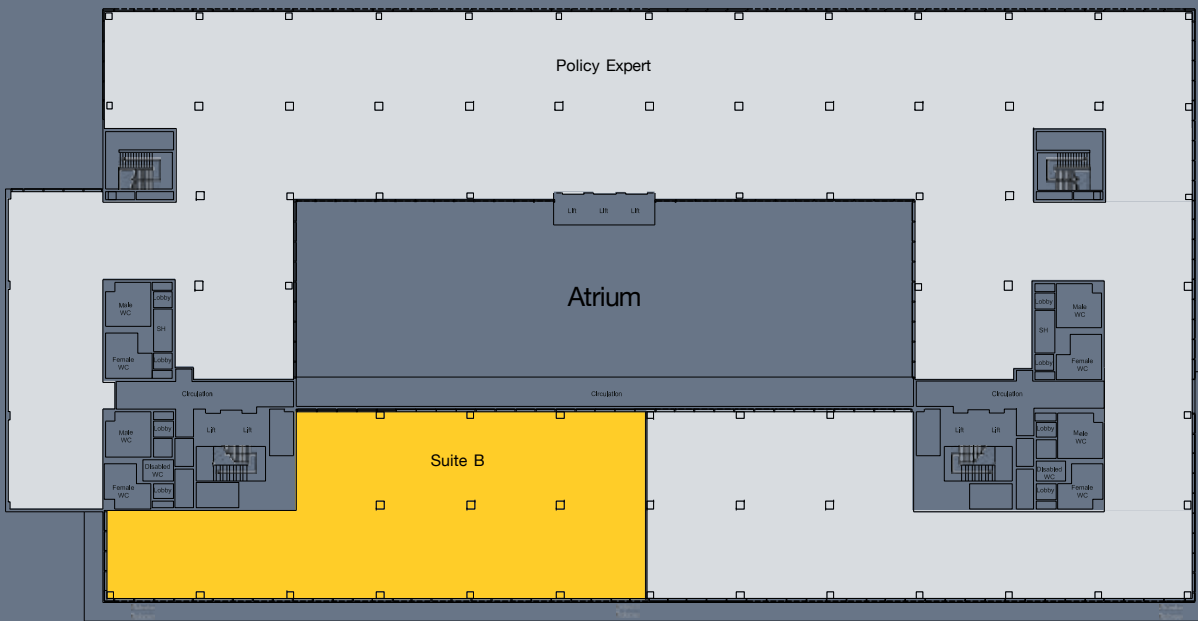 Policy Expert
Lift Lift Lift
Atrium
Male
WC
Lobby
SH
Female
WC
Lobby
Lobby
Male
WC
SH
Lobby
Female
WC
Circulation
Circulation
Circulation
Male
WC
Lobby
Lift Lift
Disabled
WC
Female
WC
Lobby
Suite B
Lift Lift
Lobby
Male
WC
Disabled
WC
Lobby
Female
WC